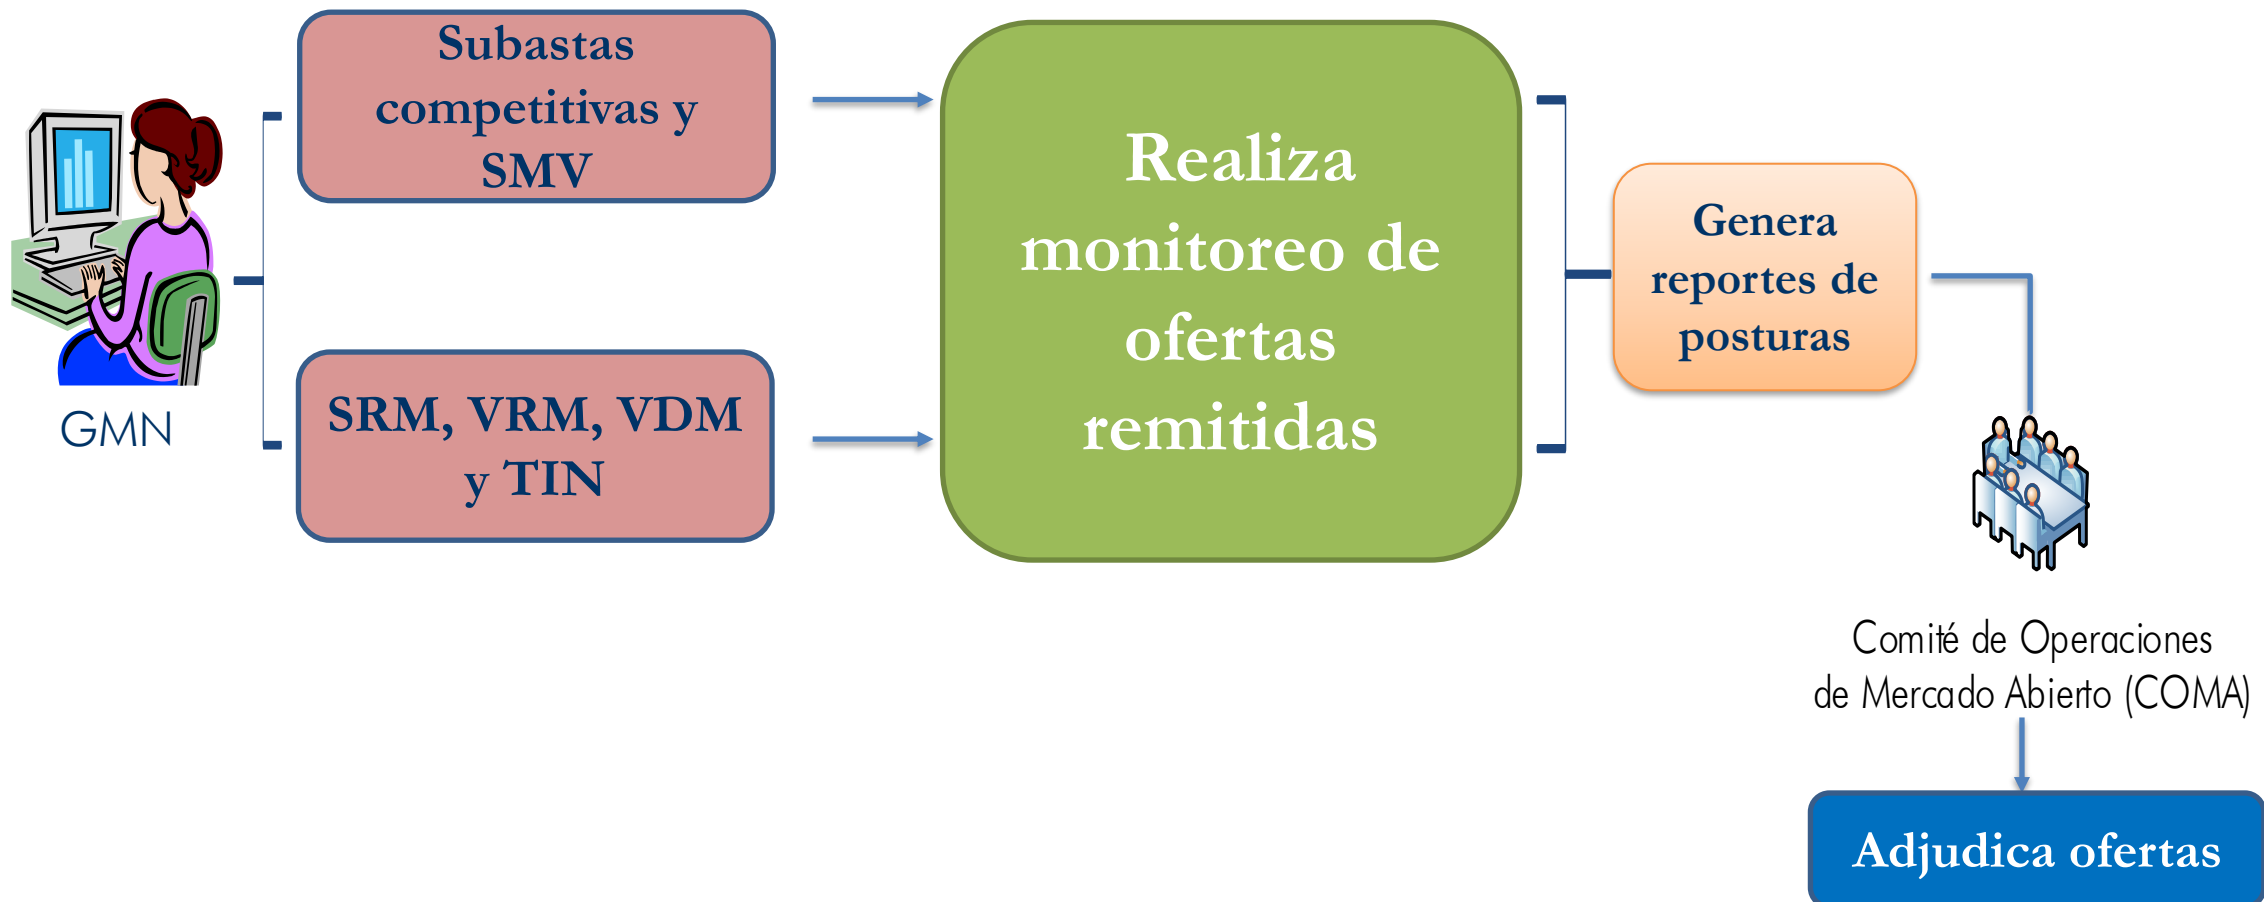 Subastas
competitivas y
SMV
GMN
SRM, VRM, VDM
y TIN
Realiza
monitoreo de
ofertas
remitidas
Genera
reportes de
posturas
Comité de Operaciones
de Mercado Abierto (COMA)
Adjudica ofertas